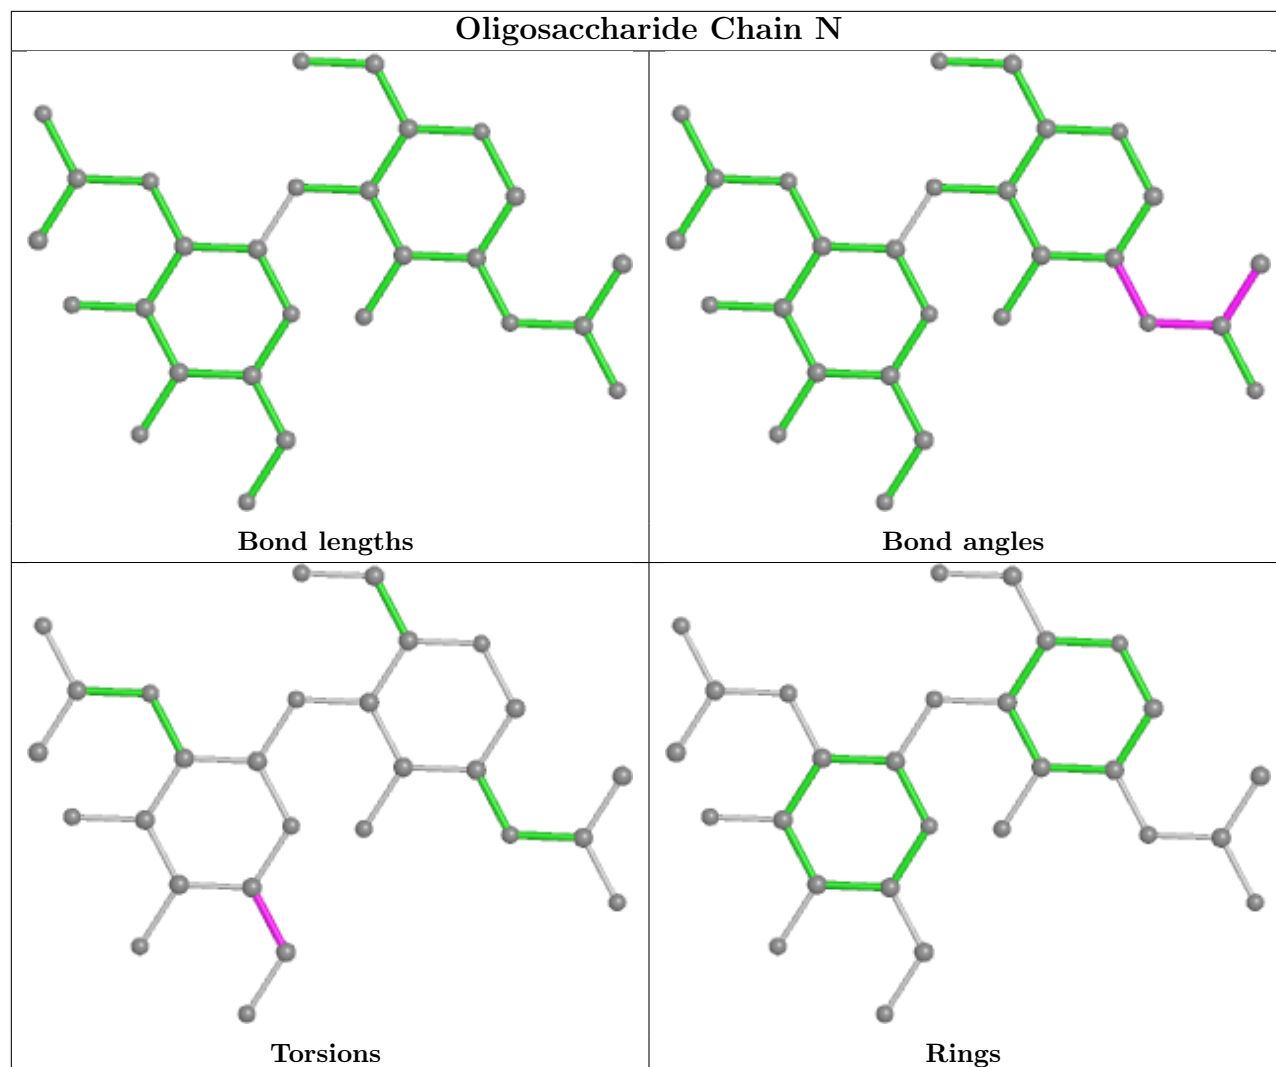 Oligosaccharide Chain N
Bond lengths
Bond angles
Torsions
Rings